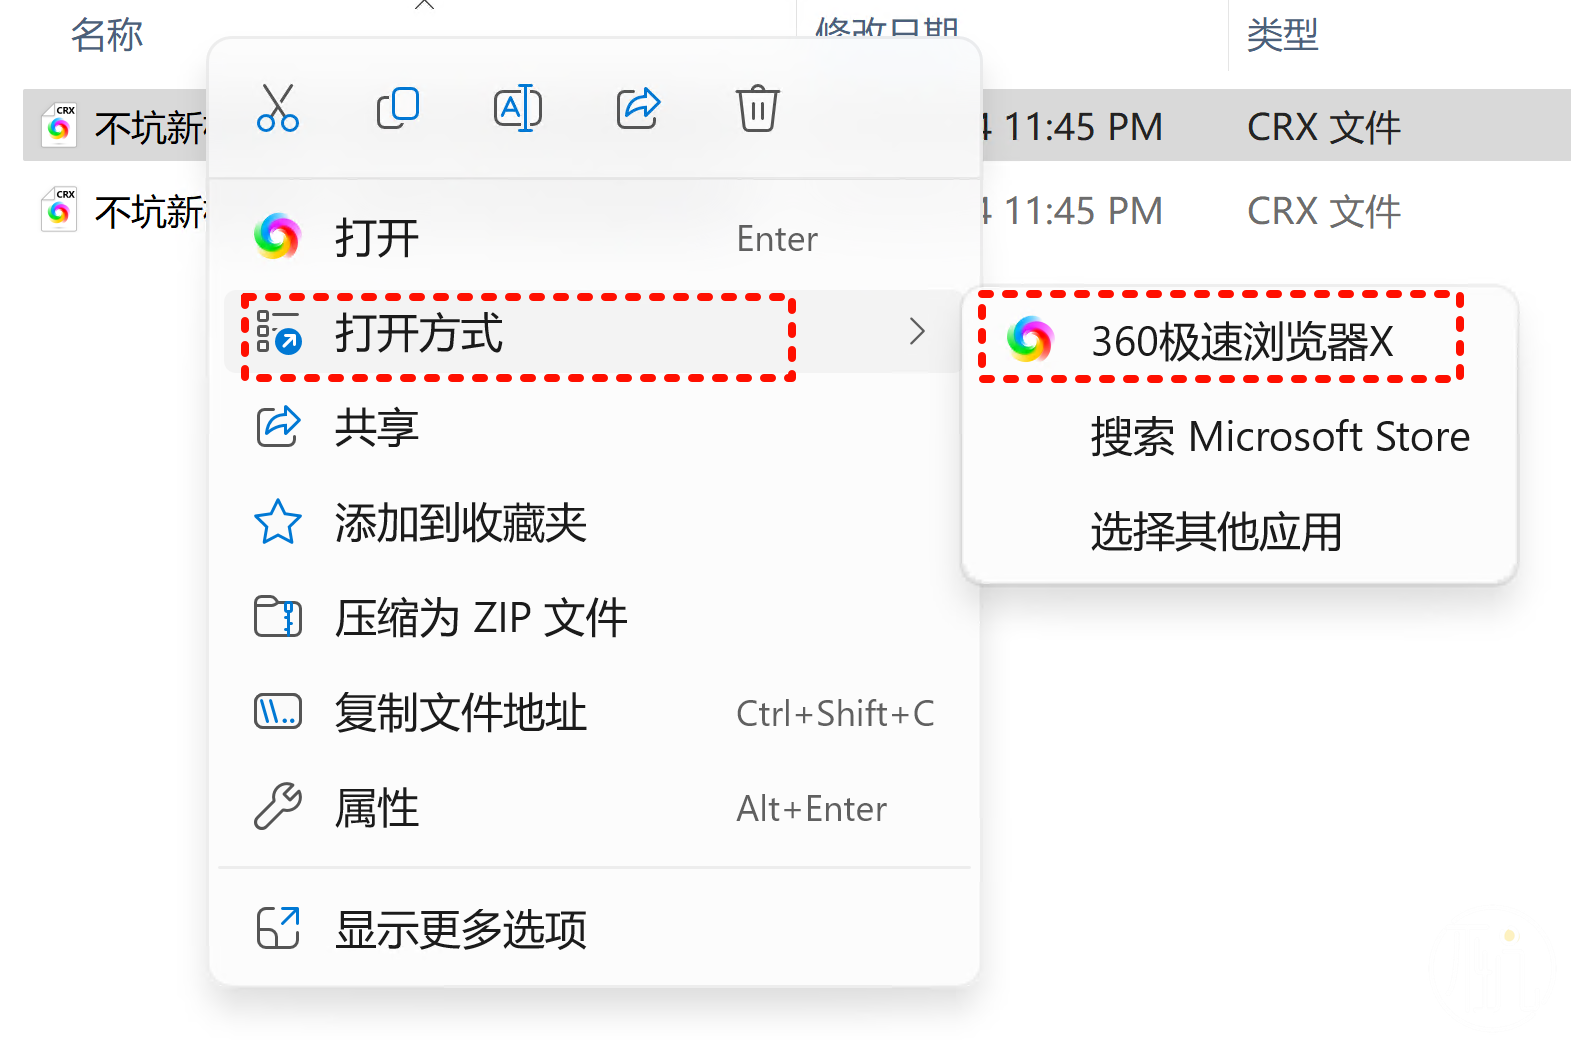 名称
修改日期
类型
CRX
不坑新
4 11:45 PM
CRX 文件
CRX
不坑新
4 11:45 PM
CRX 文件
A
打开
Enter
打开方式
360极速浏览器X
共享
搜索 Microsoft Store
添加到收藏夹
选择其他应用
压缩为 ZIP 文件
复制文件地址
Ctrl+Shift+C
属性
Alt+Enter
显示更多选项